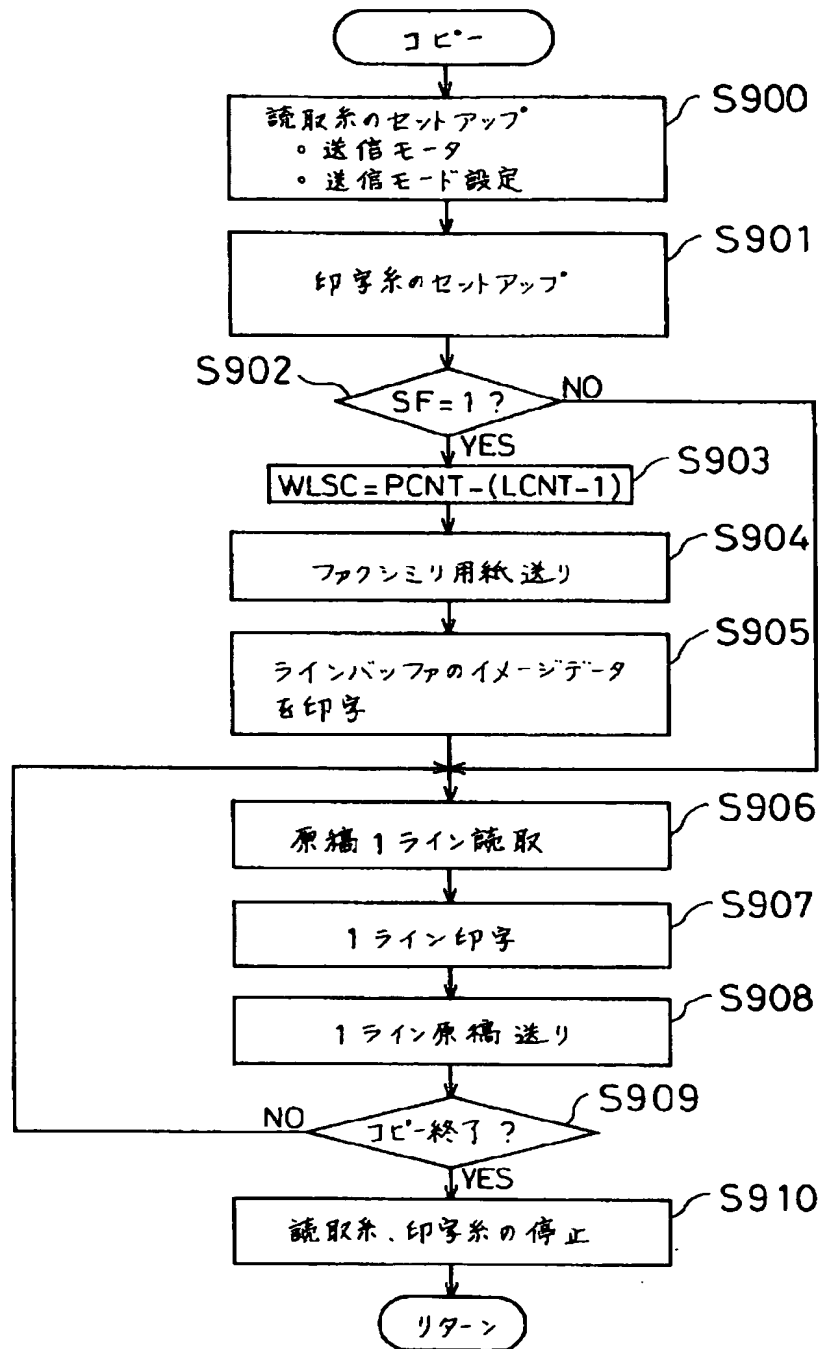 コピー
S900
読取系のセットアップ
。送信モータ
。送信モード設定
S901
印字系のセットアップ
S902
SF=1?
NO
YES
S903
WLSC=PCNT-(LCNT-1)
S904
ファクシミリ用紙送り
S905
ラインバッファのイメージデータ
を印字
S906
原稿1ライン読取
S907
1ライン印字
S908
1ライン原稿送り
S909
NO
コピー終了?
YES
S910
読取系、印字系の停止
リターン